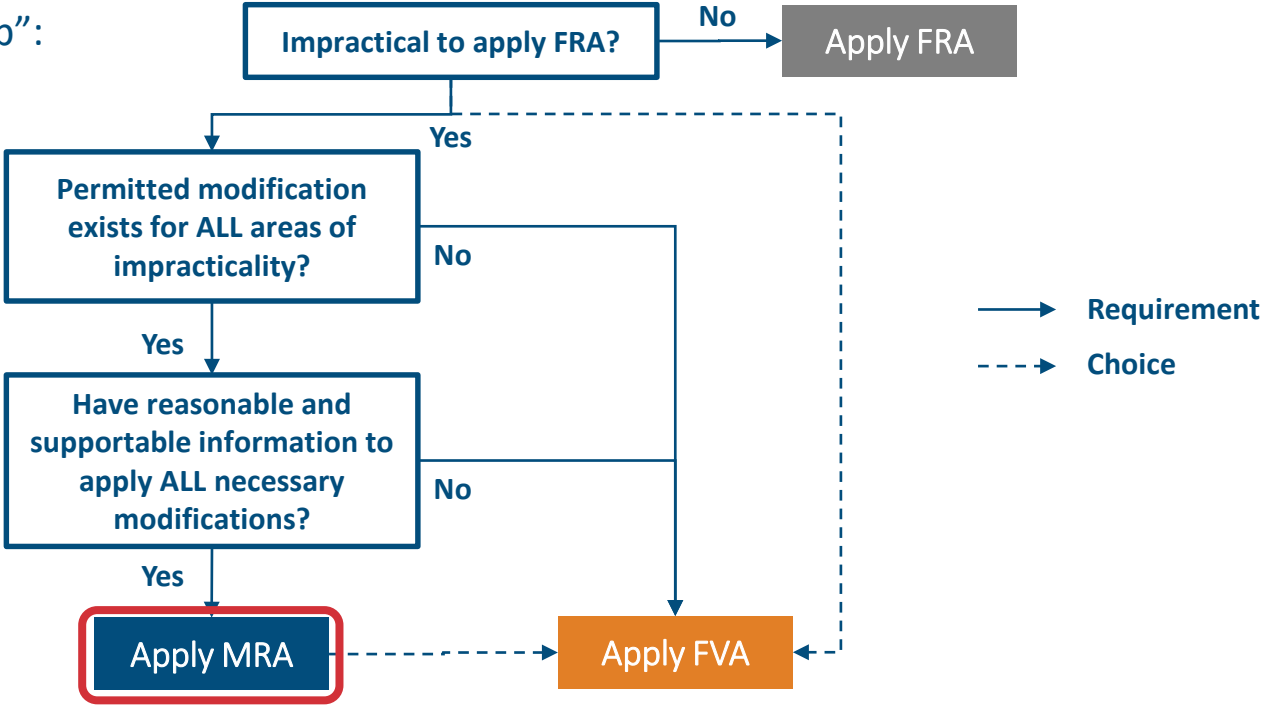 Impractical to apply FRA?
No
Apply FRA
Yes
Permitted modification
exists for ALL areas of
impracticality?
No
Requirement
Choice
Yes
Have reasonable and
supportable information to
apply ALL necessary
modifications?
No
Yes
Apply MRA
Apply FVA